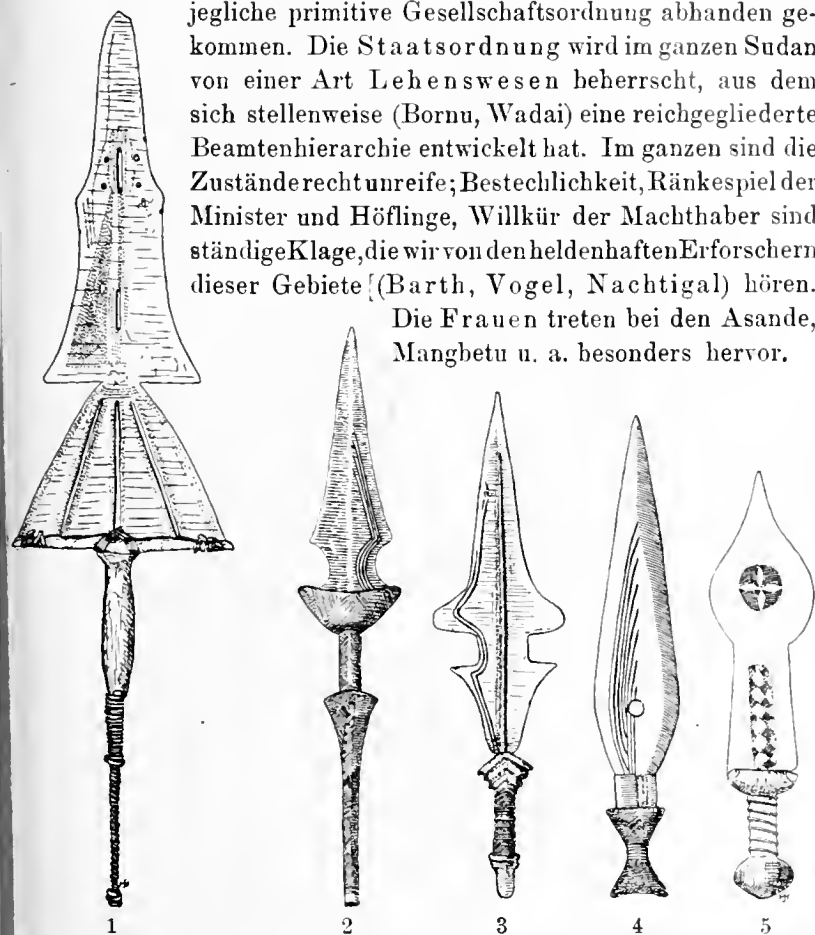 jegliche primitive Gesellschaftsordnung abhanden ge-
kommen. Die Staatsordnung wird im ganzen Sudan
von einer Art Lehenswesen beherrscht, aus dem
sich stellenweise (Bornu, Wadai) eine reichgegliederte
Beamtenhierarchie entwickelt hat. Im ganzen sind die
Zustände recht unreife; Bestechlichkeit, Ränkespiel der
Minister und Höflinge, Willkür der Machthaber sind
ständige Klage, die wir von den heldenhaften Erforschern
dieser Gebiete (Barth, Vogel, Nachtigal) hören.
Die Frauen treten bei den Asande,
Mangbetu u. a. besonders hervor.
1 2 3 4 5